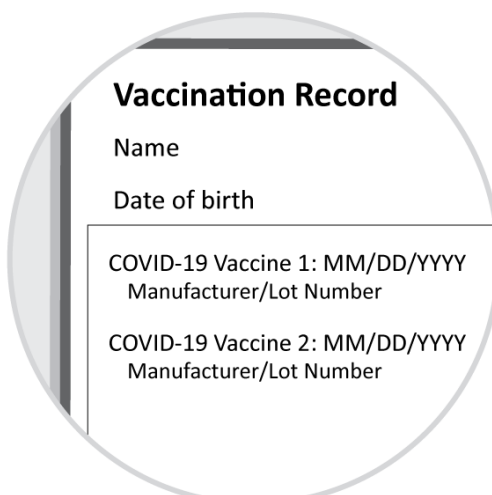 Vaccination Record
Name
Date of birth
COVID-19 Vaccine 1: MM/DD/YYYY
Manufacturer/Lot Number
COVID-19 Vaccine 2: MM/DD/YYYY
Manufacturer/Lot Number